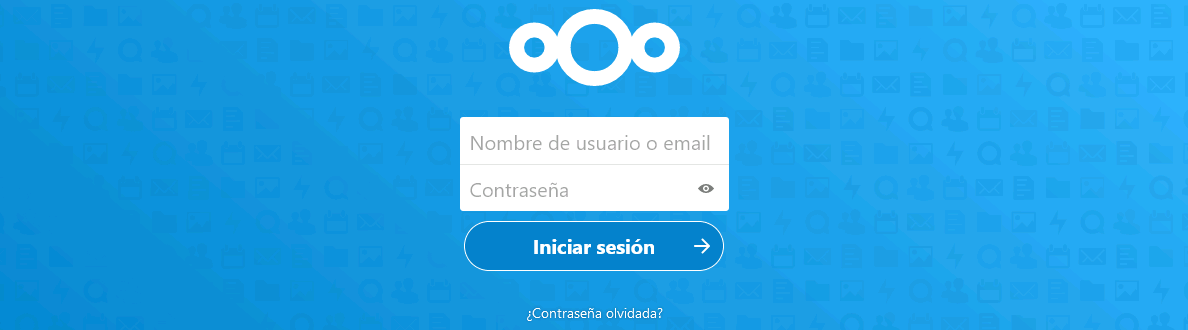 Nombre de usuario o email
Contraseña
Iniciar sesión
¿Contraseña olvidada?